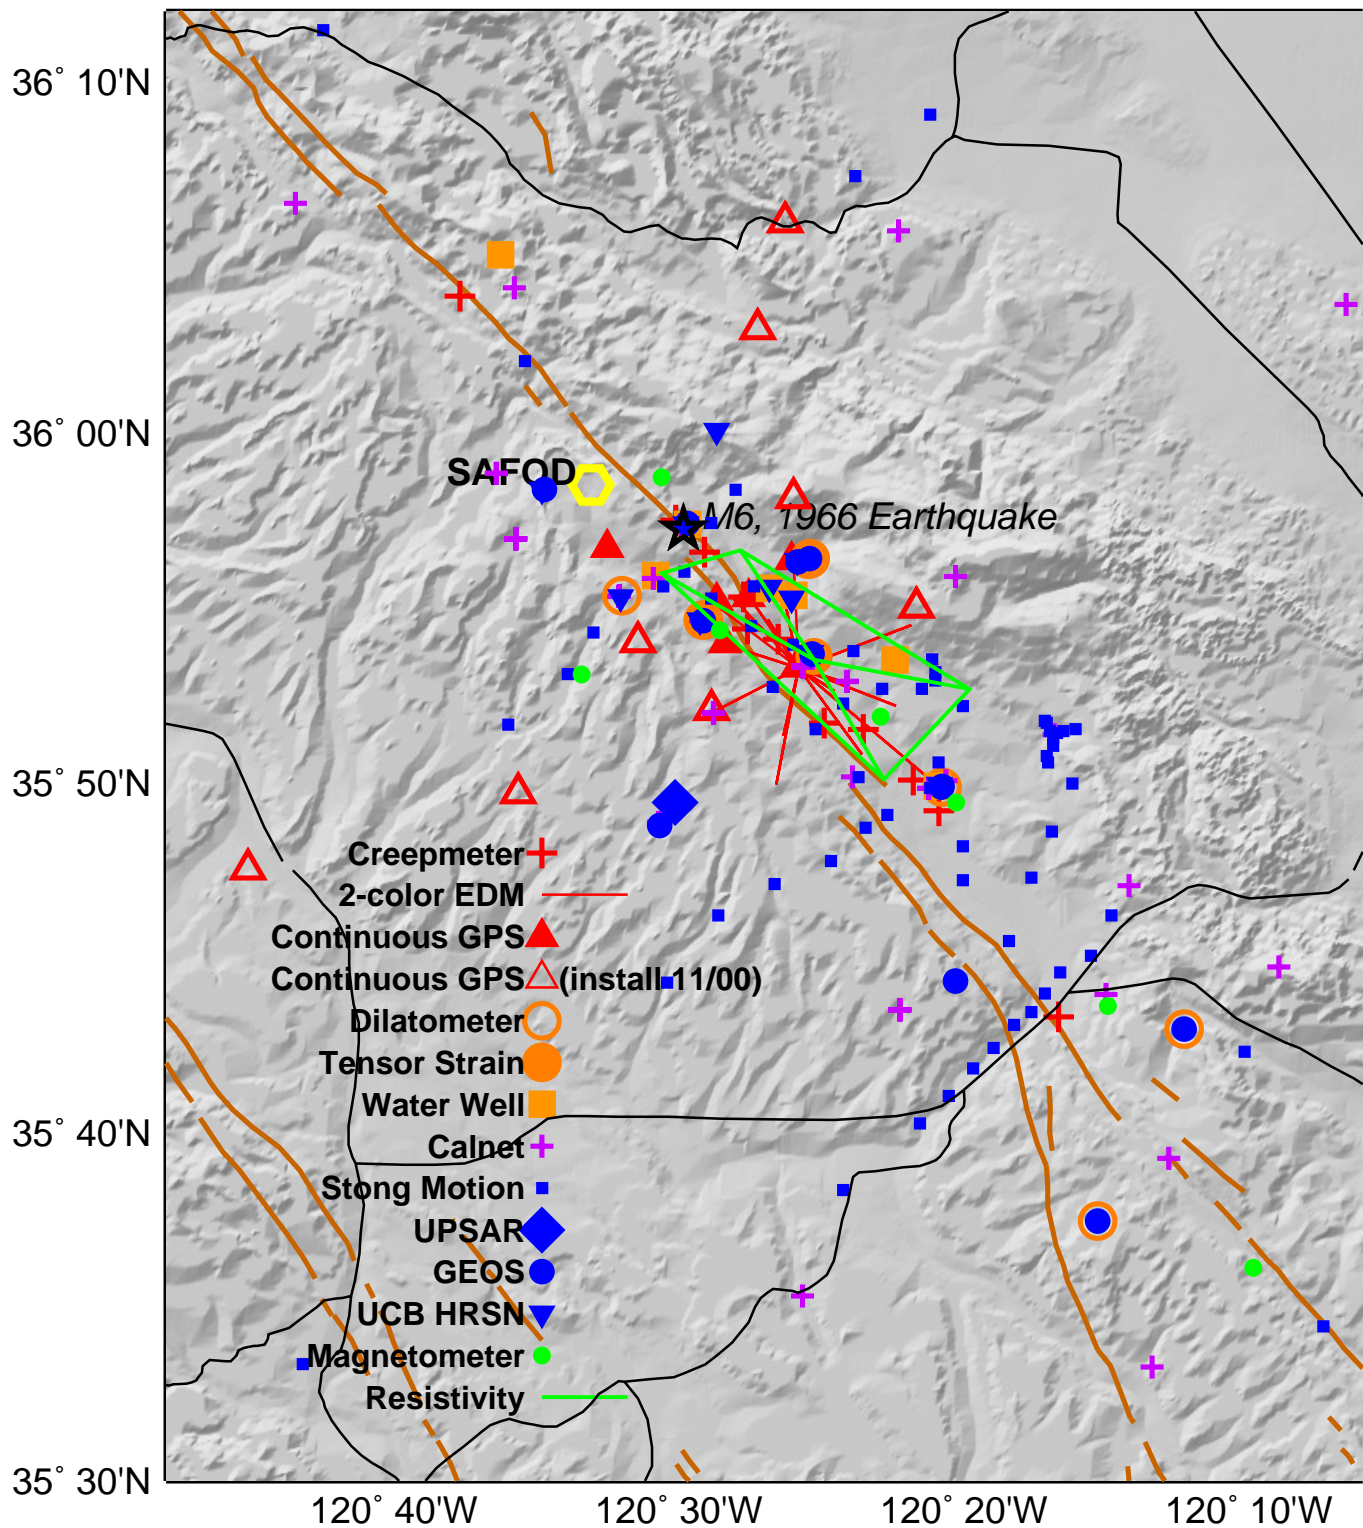 36° 10'N
36° 00'N
SAFOD
M6, 1966 Earthquake
35° 50'N
Creepmeter
2-color EDM
Continuous GPS
Continuous GPS (install 11/00)
Dilatometer
Tensor Strain
Water Well
35° 40'N
Calnet
Stong Motion
UPSAR
GEOS
UCB HRSN
Magnetometer
Resistivity
35° 30'N
120° 40'W 120° 30'W 120° 20'W 120° 10'W